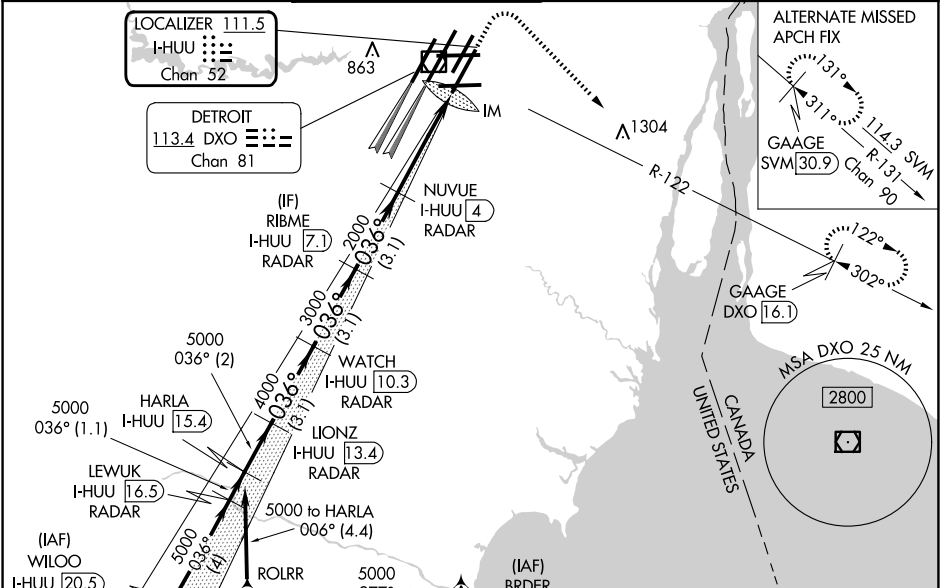 LOCALIZER 111.5
I-HUU
Chan 52
863
DETROIT
113.4 DXO
Chan 81
IM
1304
ALTERNATE MISSED
APCH FIX
131°
311°
GAAGE
SVM 30.9
114.3 SVM
R-131
Chan 90
R-122
122°
302°
GAAGE
DXO 16.1
NUVUE
I-HUU 4
RADAR
(IF)
RIBME
I-HUU 7.1
RADAR
2000
036°
(3.1)
3000
036°
(3.1)
WATCH
I-HUU 10.3
RADAR
4000
036°
(3.1)
LIONZ
I-HUU 13.4
RADAR
5000
036° (2)
HARLA
I-HUU 15.4
5000
036° (1.1)
LEWUK
I-HUU 16.5
RADAR
5000 to HARLA
006° (4.4)
5000
036°
(4)
(IAF)
WILOO
I-HUU 20.5
ROLRR
5000
(IAF)
BRDER
CANADA
UNITED STATES
MSA DXO 25 NM
2800